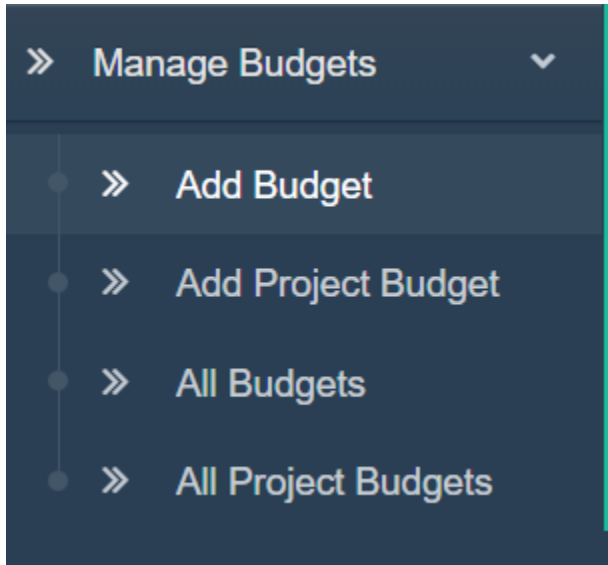 Manage Budgets
Add Budget
Add Project Budget
All Budgets
All Project Budgets